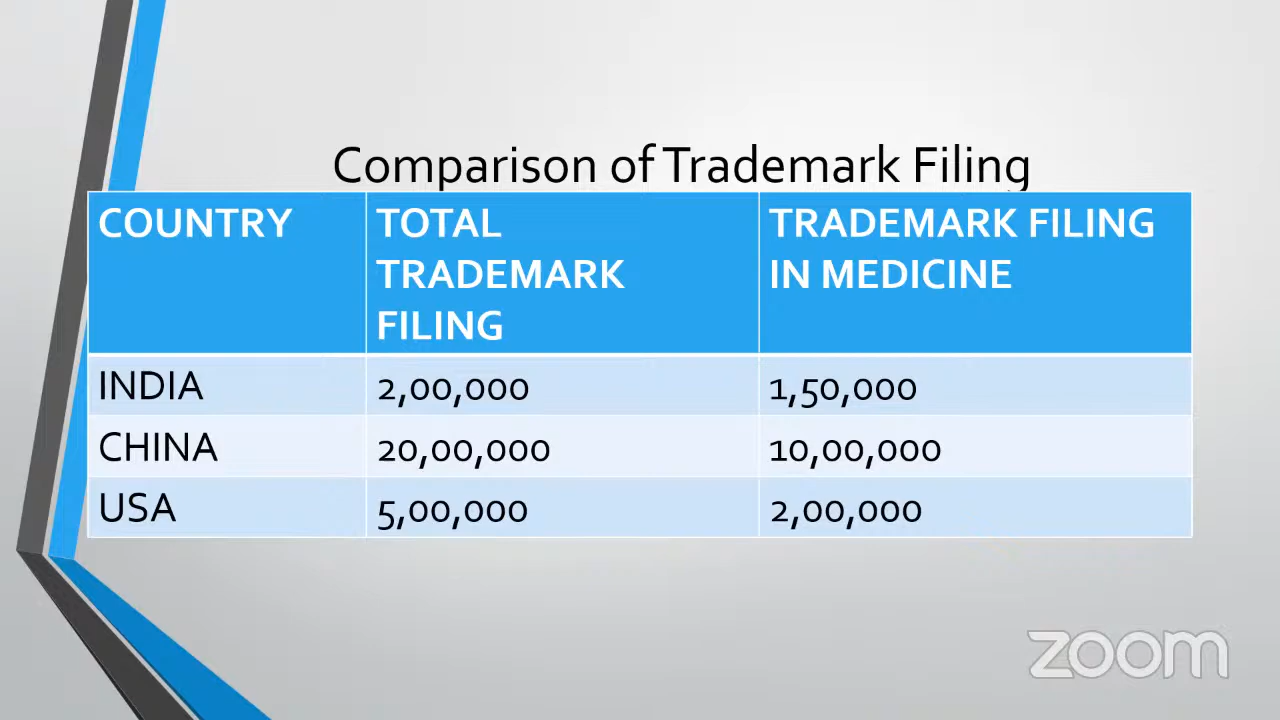 Comparison of Trademark Filing
COUNTRY
TOTAL
TRADEMARK
FILING
TRADEMARK FILING
IN MEDICINE
INDIA
2,00,000
1,50,000
CHINA
20,00,000
10,00,000
USA
5,00,000
2,00,000
zoom